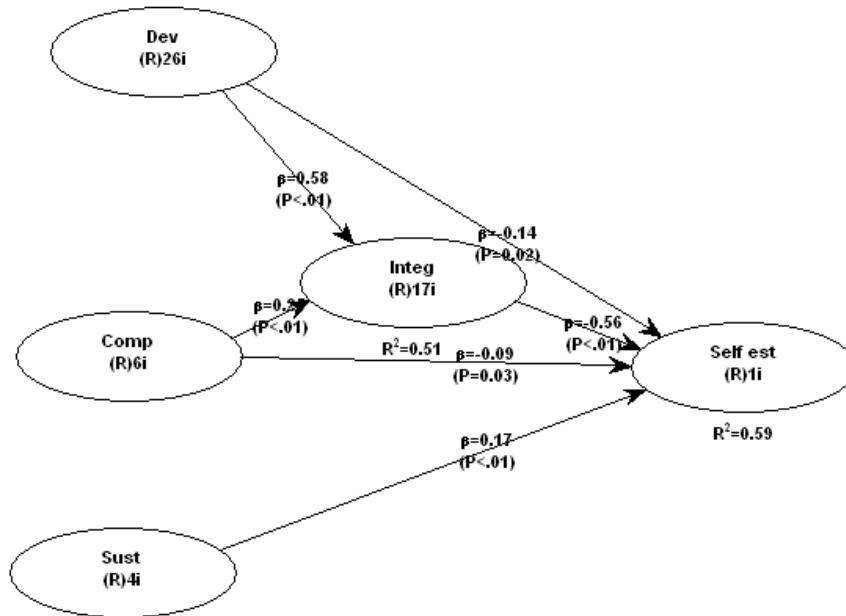 Dev
(R)26i
β=0.58
(P<.01)
β=-0.14
(P=0.02)
Integ
(R)17i
β=-0.56
(P<.01)
(P<.01)
Comp
(R)6i
R²=0.51
β=-0.09
(P=0.03)
Self est
(R)1i
R²=0.59
β=0.17
(P<.01)
Sust
(R)4i